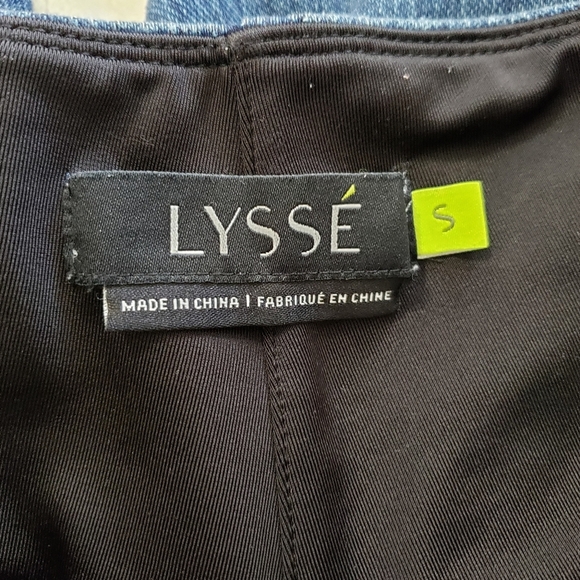 LYSSÉ
S
MADE IN CHINA | FABRIQUÉ EN CHINE